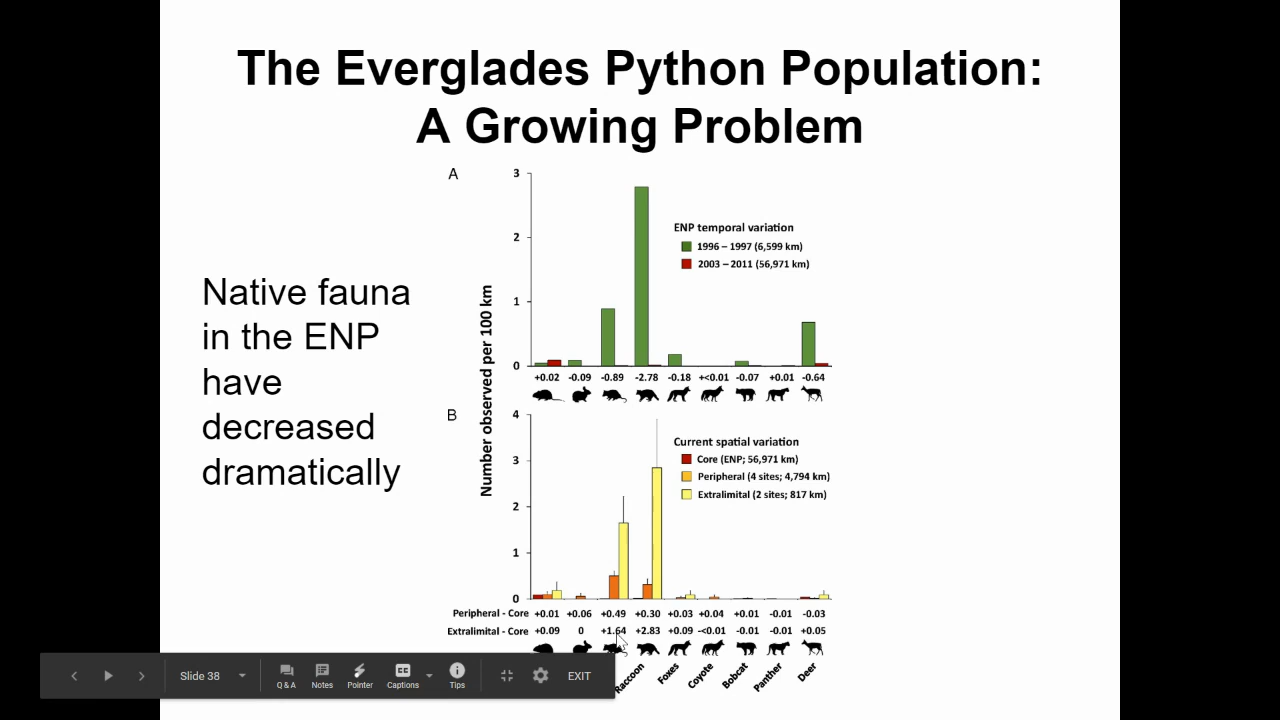 The Everglades Python Population:
A Growing Problem
Native fauna
in the ENP
have
decreased
dramatically
A
Number observed per 100 km
3
2
1
0
ENP temporal variation
1996 – 1997 (6,599 km)
2003 – 2011 (56,971 km)
+0.02 -0.09 -0.89 -2.78 -0.18 +<0.01 -0.07 +0.01 -0.64
B
4
3
2
1
0
Current spatial variation
Core (ENP; 56,971 km)
Peripheral (4 sites; 4,794 km)
Extralimital (2 sites; 817 km)
Peripheral - Core +0.01 +0.06 +0.49 +0.30 +0.03 +0.04 +0.01 -0.01 -0.03
Extralimital - Core +0.09 0 +1.64 +2.83 +0.09 -<0.01 -0.01 -0.01 +0.05
Raccoon Foxes Coyote Bobcat Panther Deer
Slide 38
Q & A Notes Pointer Captions Tips
EXIT